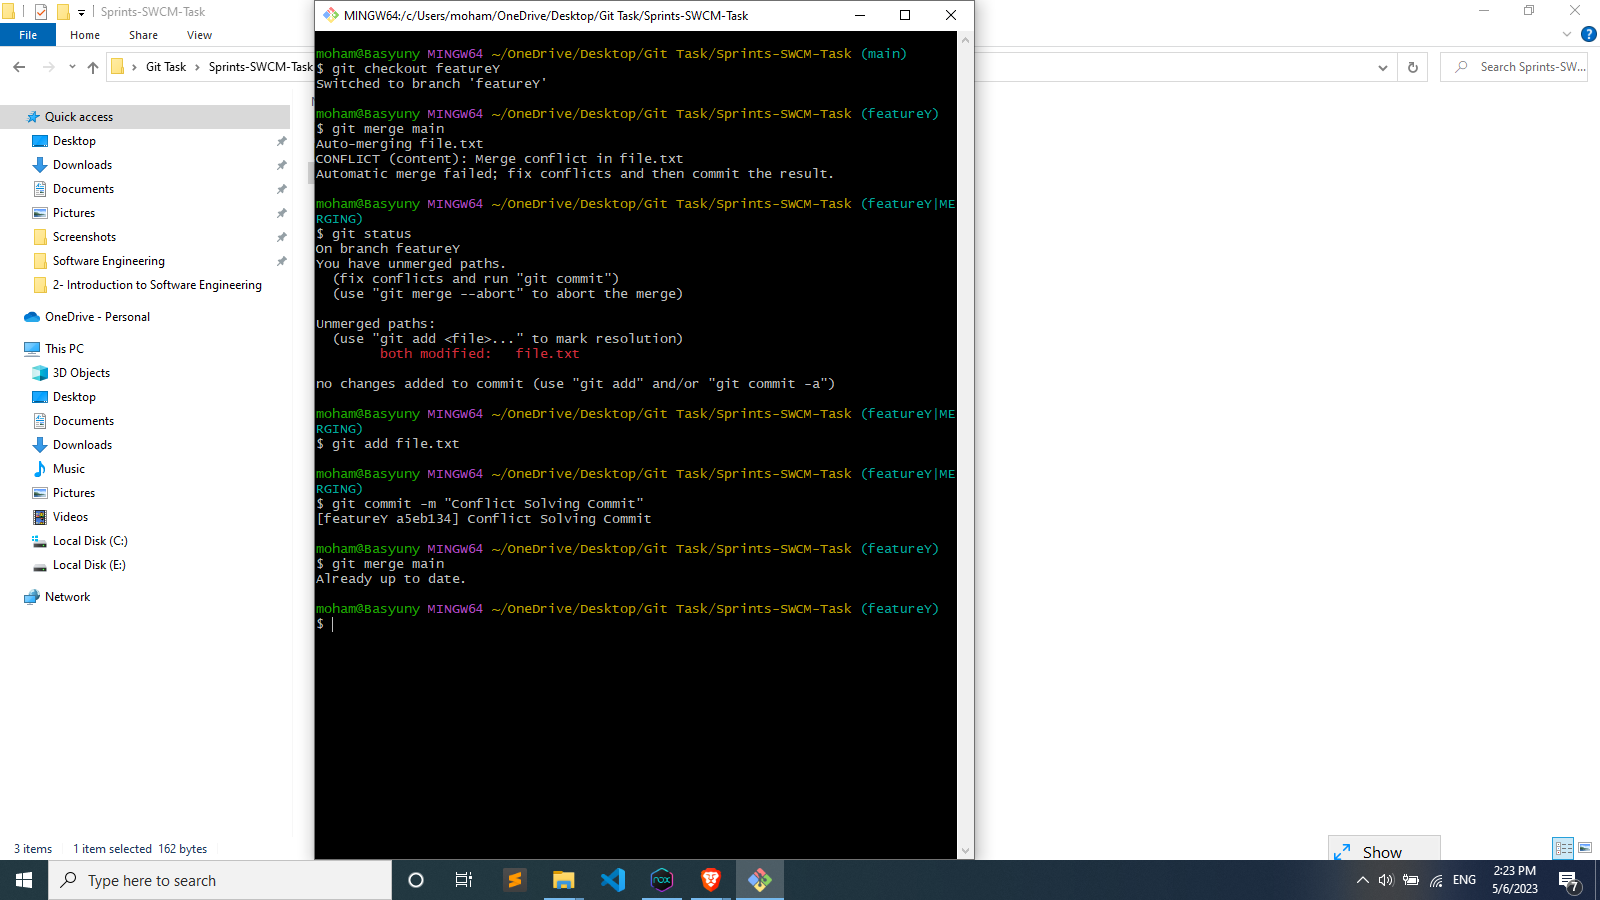 Sprints-SWCM-Task
File
Home
Share
View
Git Task
Sprints-SWCM-Task
Search Sprints-SW...
Quick access
Desktop
Downloads
Documents
Pictures
Screenshots
Software Engineering
2- Introduction to Software Engineering
OneDrive - Personal
This PC
3D Objects
Desktop
Documents
Downloads
Music
Pictures
Videos
Local Disk (C:)
Local Disk (E:)
Network
3 items
1 item selected 162 bytes
MINGW64:/c/Users/moham/OneDrive/Desktop/Git Task/Sprints-SWCM-Task
moham@Basyuny MINGW64 ~/OneDrive/Desktop/Git Task/Sprints-SWCM-Task (main)
$ git checkout featureY
Switched to branch 'featureY'
moham@Basyuny MINGW64 ~/OneDrive/Desktop/Git Task/Sprints-SWCM-Task (featureY)
$ git merge main
Auto-merging file.txt
CONFLICT (content): Merge conflict in file.txt
Automatic merge failed; fix conflicts and then commit the result.
moham@Basyuny MINGW64 ~/OneDrive/Desktop/Git Task/Sprints-SWCM-Task (featureY|ME
RGING)
$ git status
On branch featureY
You have unmerged paths.
(fix conflicts and run "git commit")
(use "git merge --abort" to abort the merge)
Unmerged paths:
(use "git add <file>..." to mark resolution)
both modified: file.txt
no changes added to commit (use "git add" and/or "git commit -a")
moham@Basyuny MINGW64 ~/OneDrive/Desktop/Git Task/Sprints-SWCM-Task (featureY|ME
RGING)
$ git add file.txt
moham@Basyuny MINGW64 ~/OneDrive/Desktop/Git Task/Sprints-SWCM-Task (featureY|ME
RGING)
$ git commit -m "Conflict Solving Commit"
[featureY a5eb134] Conflict Solving Commit
moham@Basyuny MINGW64 ~/OneDrive/Desktop/Git Task/Sprints-SWCM-Task (featureY)
$ git merge main
Already up to date.
moham@Basyuny MINGW64 ~/OneDrive/Desktop/Git Task/Sprints-SWCM-Task (featureY)
$
Show
Type here to search
nox
ENG
2:23 PM
5/6/2023
7